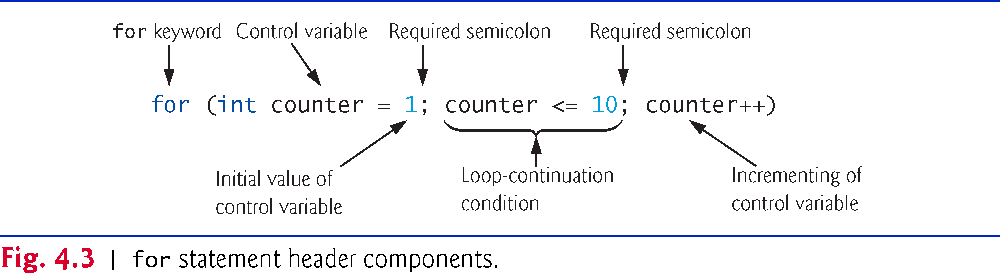 for keyword Control variable Required semicolon Required semicolon
for (int counter = 1; counter <= 10; counter++)
Initial value of
control variable
Loop-continuation
condition
Incrementing of
control variable
Fig. 4.3 | for statement header components.